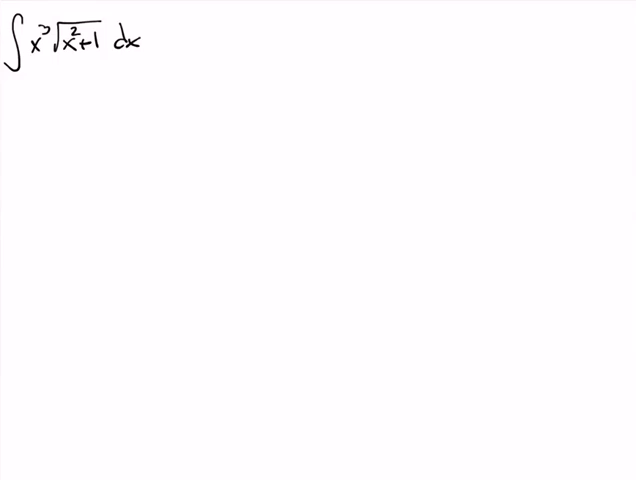 ∫ x³√(x²+1) dx